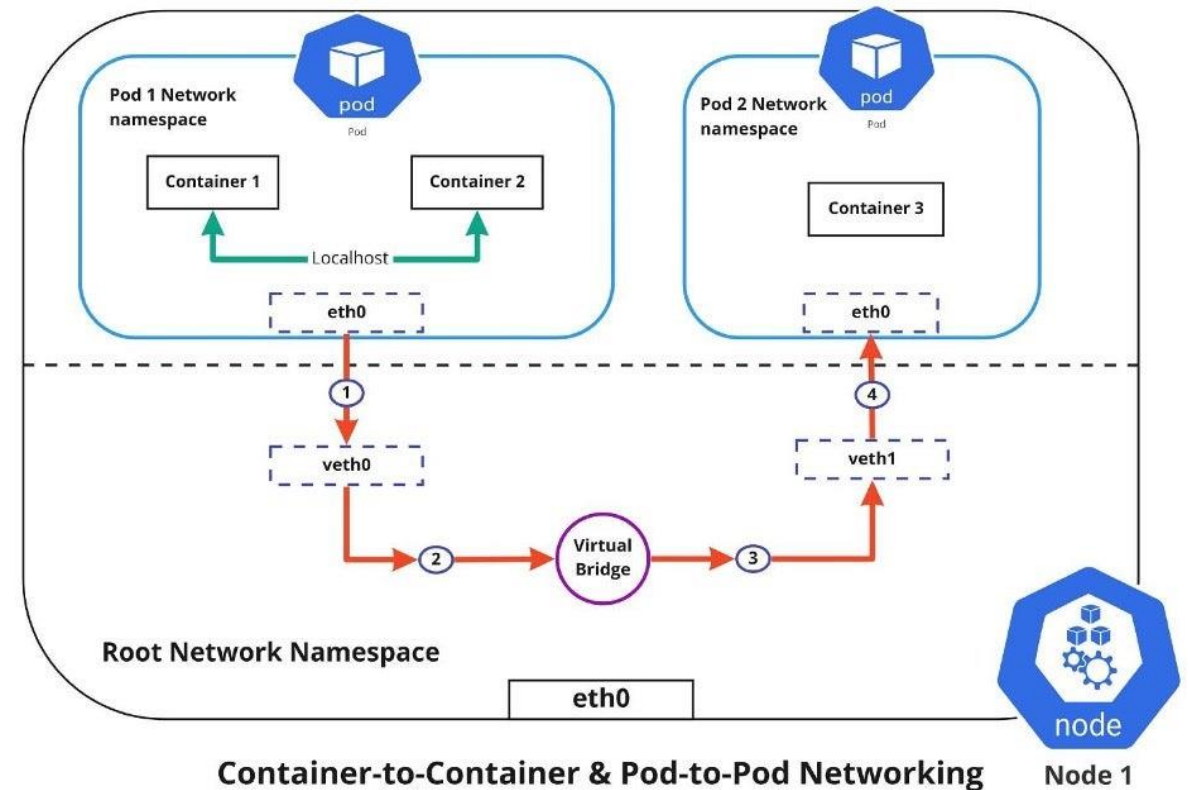 pod
Pod
Pod 1 Network
namespace
Container 1
Container 2
Localhost
eth0
pod
Pod
Pod 2 Network
namespace
Container 3
eth0
1
4
veth0
veth1
2
Virtual
Bridge
3
Root Network Namespace
eth0
node
Container-to-Container & Pod-to-Pod Networking
Node 1